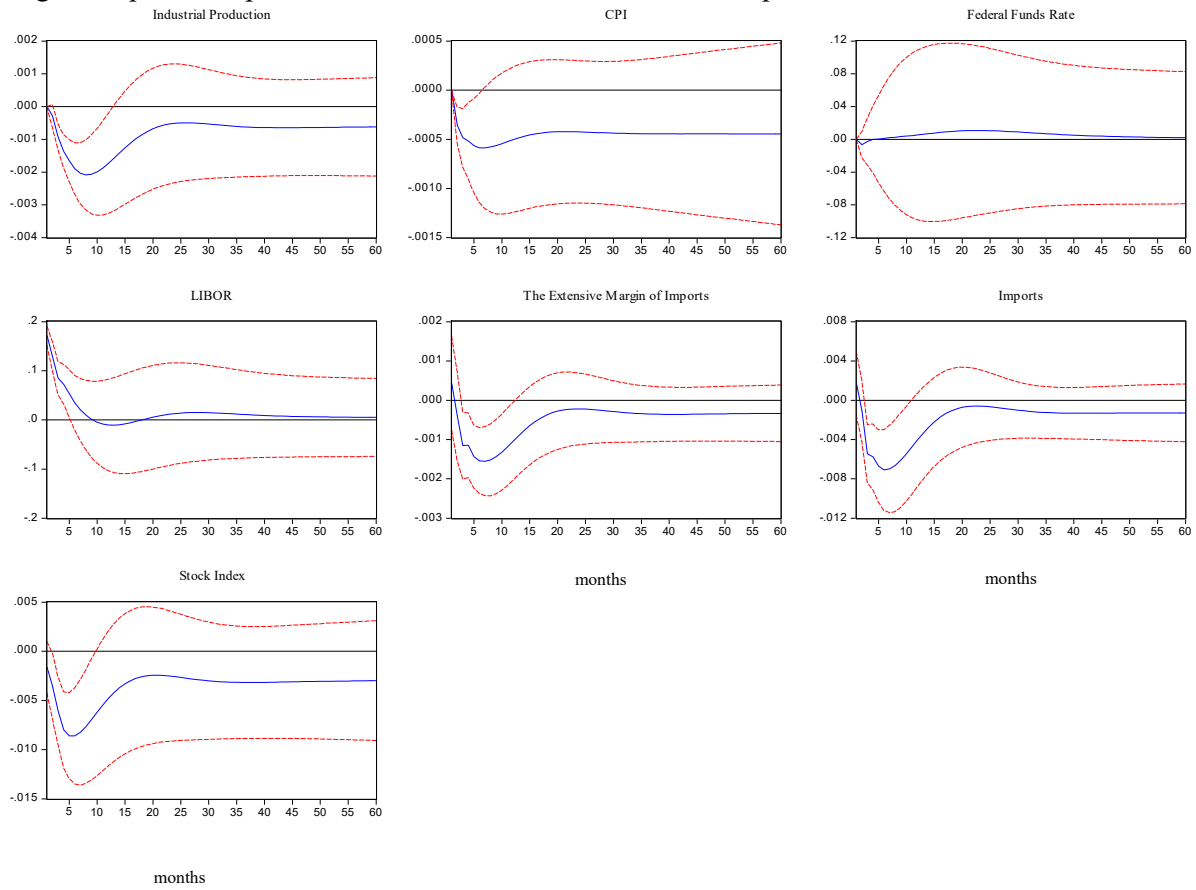 Industrial Production
CPI
Federal Funds Rate
.002
.001
.000
-.001
-.002
-.003
-.004
5 10 15 20 25 30 35 40 45 50 55 60
.0005
.0000
-.0005
-.0010
-.0015
5 10 15 20 25 30 35 40 45 50 55 60
.12
.08
.04
.00
-.04
-.08
-.12
5 10 15 20 25 30 35 40 45 50 55 60
LIBOR
The Extensive Margin of Imports
Imports
.2
.1
.0
-.1
-.2
5 10 15 20 25 30 35 40 45 50 55 60
.002
.001
.000
-.001
-.002
-.003
5 10 15 20 25 30 35 40 45 50 55 60
.008
.004
.000
-.004
-.008
-.012
5 10 15 20 25 30 35 40 45 50 55 60
Stock Index
months
months
.005
.000
-.005
-.010
-.015
5 10 15 20 25 30 35 40 45 50 55 60
months